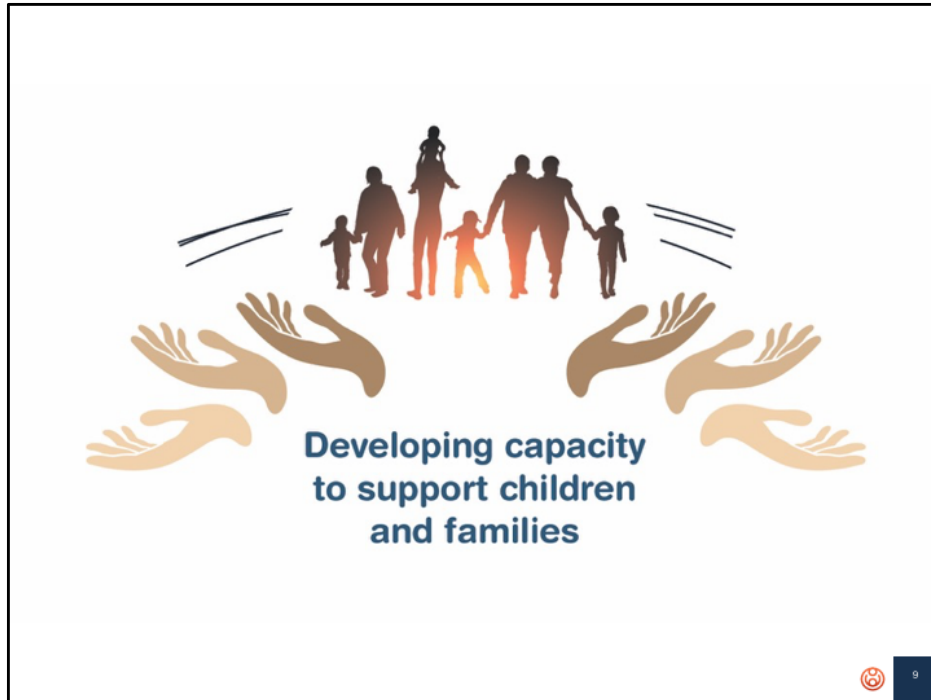 Developing capacity
to support children
and families
9